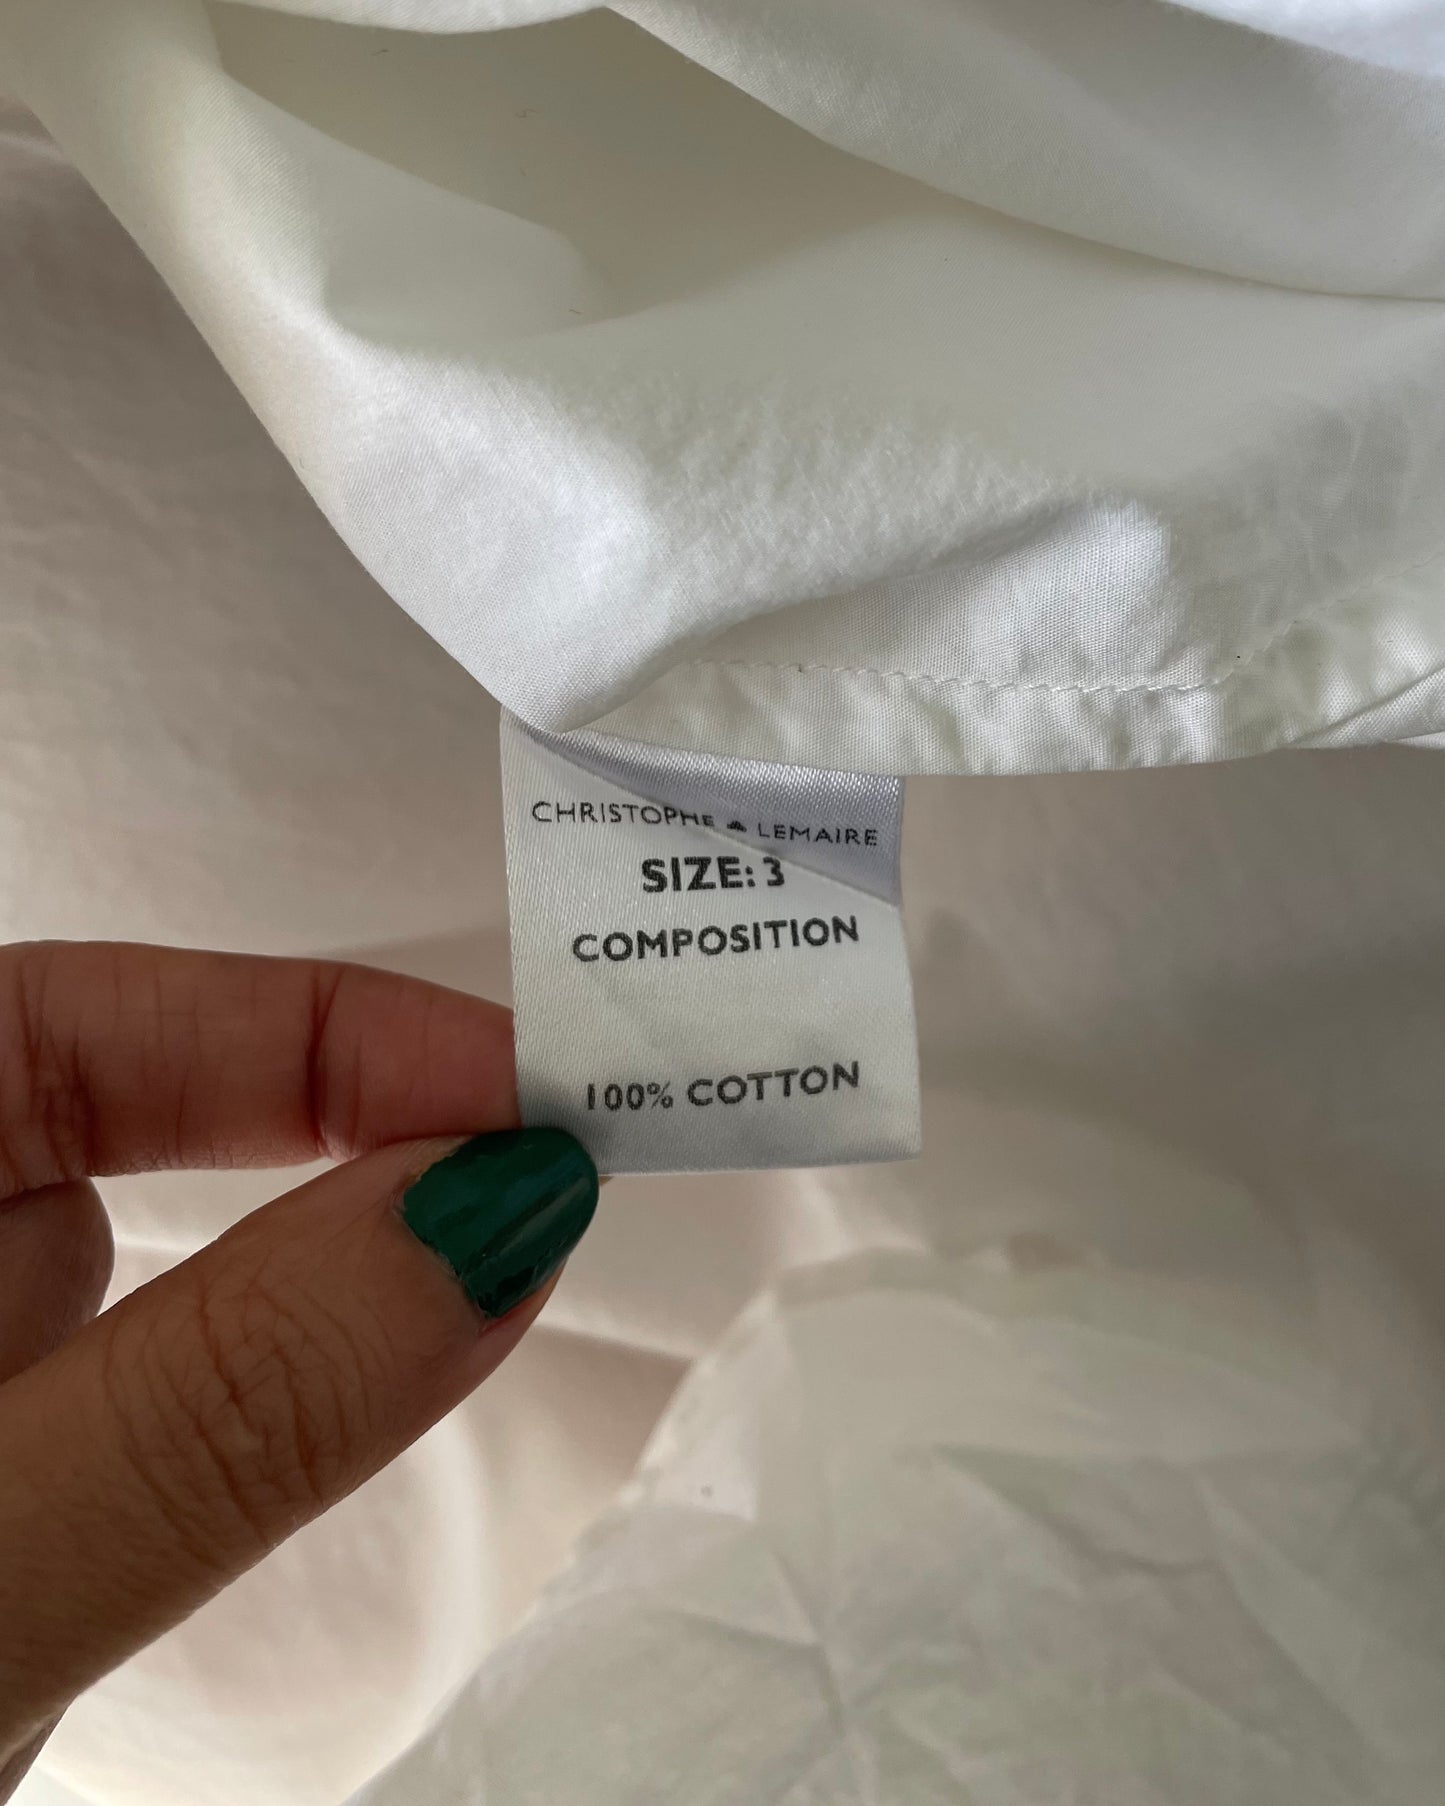 CHRISTOPHE LEMAIRE
SIZE: 3
COMPOSITION
100% COTTON